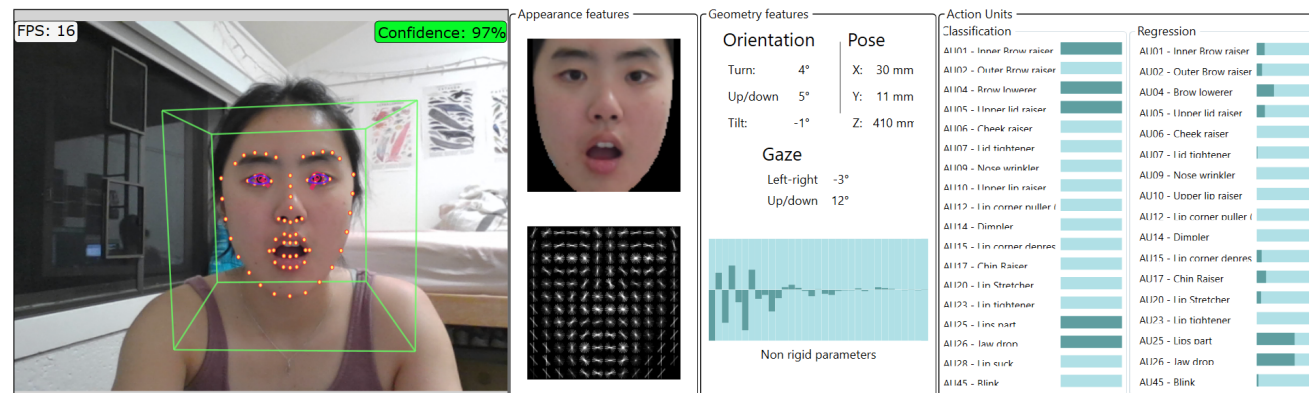 FPS: 16
Confidence: 97%
Appearance features
Geometry features
Orientation
Turn: 4°
Up/down 5°
Tilt: -1°
Pose
X: 30 mm
Y: 11 mm
Z: 410 mm
Gaze
Left-right -3°
Up/down 12°
Non rigid parameters
Action Units
Classification
AU01 - Inner Brow raiser
AU02 - Outer Brow raiser
AU04 - Brow lowerer
AU05 - Upper lid raiser
AU06 - Cheek raiser
AU07 - Lid tightener
AU09 - Nose wrinkler
AU10 - Upper lip raiser
AU12 - Lip corner puller (
AU14 - Dimpler
AU15 - Lip corner depres
AU17 - Chin Raiser
AU20 - Lip Stretcher
AU23 - Lip tightener
AU25 - Lips part
AU26 - Jaw drop
AU28 - Lip suck
AU45 - Blink
Regression
AU01 - Inner Brow raiser
AU02 - Outer Brow raiser
AU04 - Brow lowerer
AU05 - Upper lid raiser
AU06 - Cheek raiser
AU07 - Lid tightener
AU09 - Nose wrinkler
AU10 - Upper lip raiser
AU12 - Lip corner puller (
AU14 - Dimpler
AU15 - Lip corner depres
AU17 - Chin Raiser
AU20 - Lip Stretcher
AU23 - Lip tightener
AU25 - Lips part
AU26 - Jaw drop
AU45 - Blink